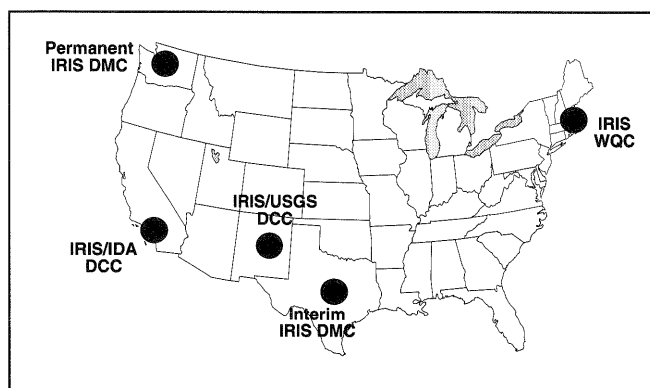 Permanent
IRIS DMC
IRIS
WQC
IRIS/USGS
DCC
IRIS/IDA
DCC
Interim
IRIS DMC